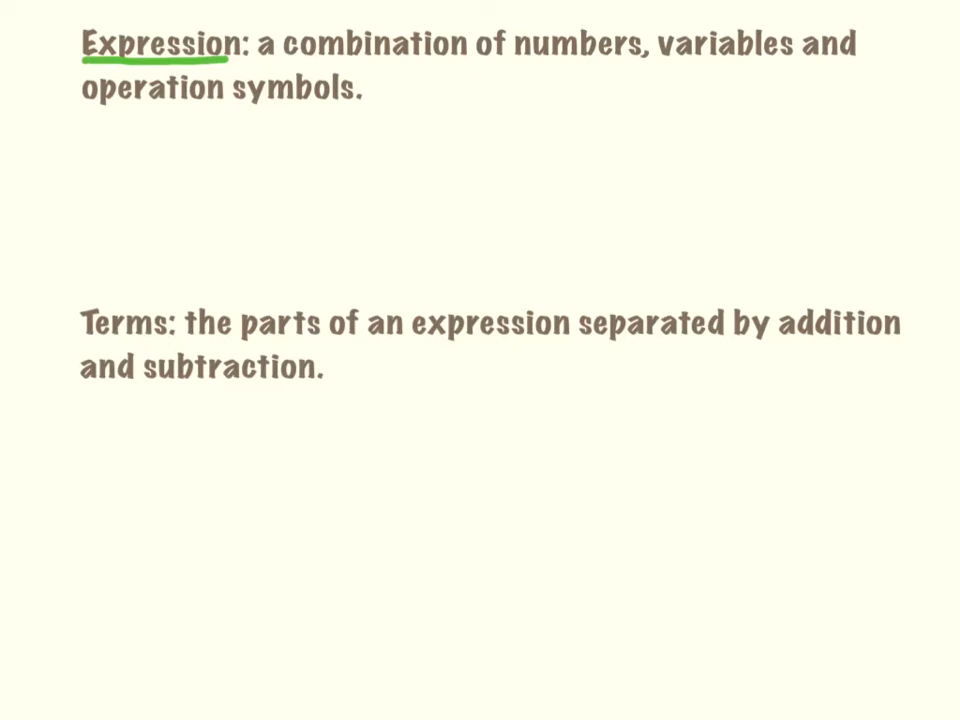 Expression: a combination of numbers, variables and
operation symbols.
Terms: the parts of an expression separated by addition
and subtraction.